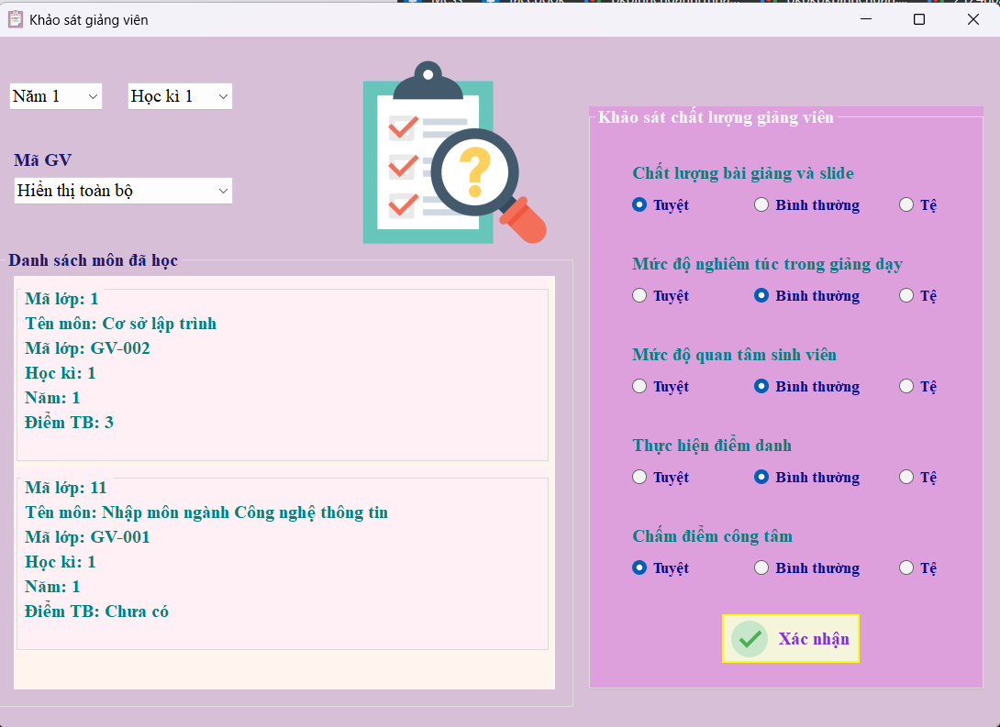 Khảo sát giảng viên
Năm 1
Học kì 1
Mã GV
Hiển thị toàn bộ
Danh sách môn đã học
Mã lớp: 1
Tên môn: Cơ sở lập trình
Mã lớp: GV-002
Học kì: 1
Năm: 1
Điểm TB: 3
Mã lớp: 11
Tên môn: Nhập môn ngành Công nghệ thông tin
Mã lớp: GV-001
Học kì: 1
Năm: 1
Điểm TB: Chưa có
Khảo sát chất lượng giảng viên
Chất lượng bài giảng và slide
Tuyệt Bình thường Tệ
Mức độ nghiêm túc trong giảng dạy
Tuyệt Bình thường Tệ
Mức độ quan tâm sinh viên
Tuyệt Bình thường Tệ
Thực hiện điểm danh
Tuyệt Bình thường Tệ
Chấm điểm công tâm
Tuyệt Bình thường Tệ
Xác nhận